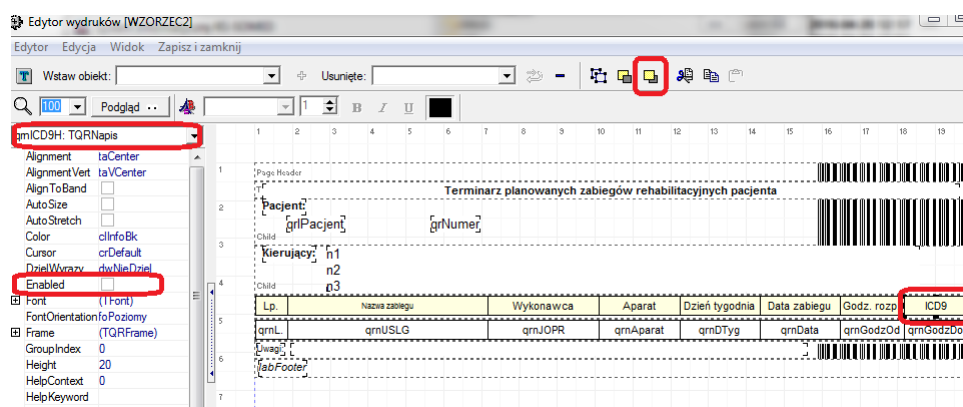 Edytor wydruków [WZORZEC2]
Edytor Edycja Widok Zapisz i zamknij
T Wstaw obiekt: Usunięte:
100 Podgląd ·· 1 B I U
qrnICD9H: TQRNapis
1 2 3 4 5 6 7 8 9 10 11 12 13 14 15 16 17 18 19
Alignment taCenter
AlignmentVert taVCenter
AlignToBand
AutoSize
AutoStretch
Color clInfoBk
Cursor crDefault
DzielWyrazy dwNieDziel
Enabled
Font (TFont)
FontOrientation foPoziomy
Frame (TQRFrame)
GroupIndex 0
Height 20
HelpContext 0
HelpKeyword
1
2
3
4
5
6
7
Page Header
Terminarz planowanych zabiegów rehabilitacyjnych pacjenta
Pacjent:
qrlPacjent qrNumer
Child
Kierujący: n1
n2
Child n3
Lp. Nazwa zabiegu Wykonawca Aparat Dzień tygodnia Data zabiegu Godz. rozp. ICD9
qrnL. qrnUSLG qrnJOPR qrnAparat qrnDTyg qrnData qrnGodzOd qrnGodzDo
Uwagi
labFooter